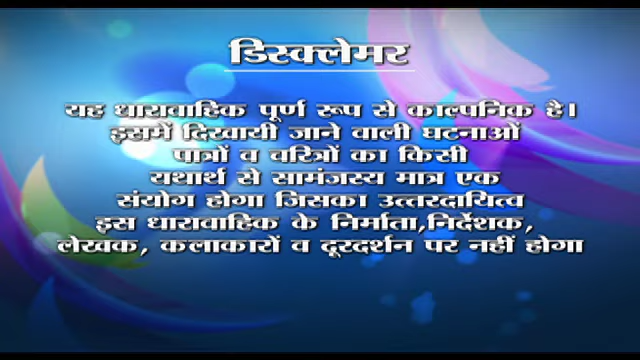 डिस्क्लेमर
यह धारावाहिक पूर्ण रूप से काल्पनिक है।
इसमें दिखायी जाने वाली घटनाओं
पात्रों व चरित्रों का किसी
यथार्थ से सामंजस्य मात्र एक
संयोग होगा जिसका उत्तरदायित्व
इस धारावाहिक के निर्माता,निर्देशक,
लेखक, कलाकारों व दूरदर्शन पर नहीं होगा